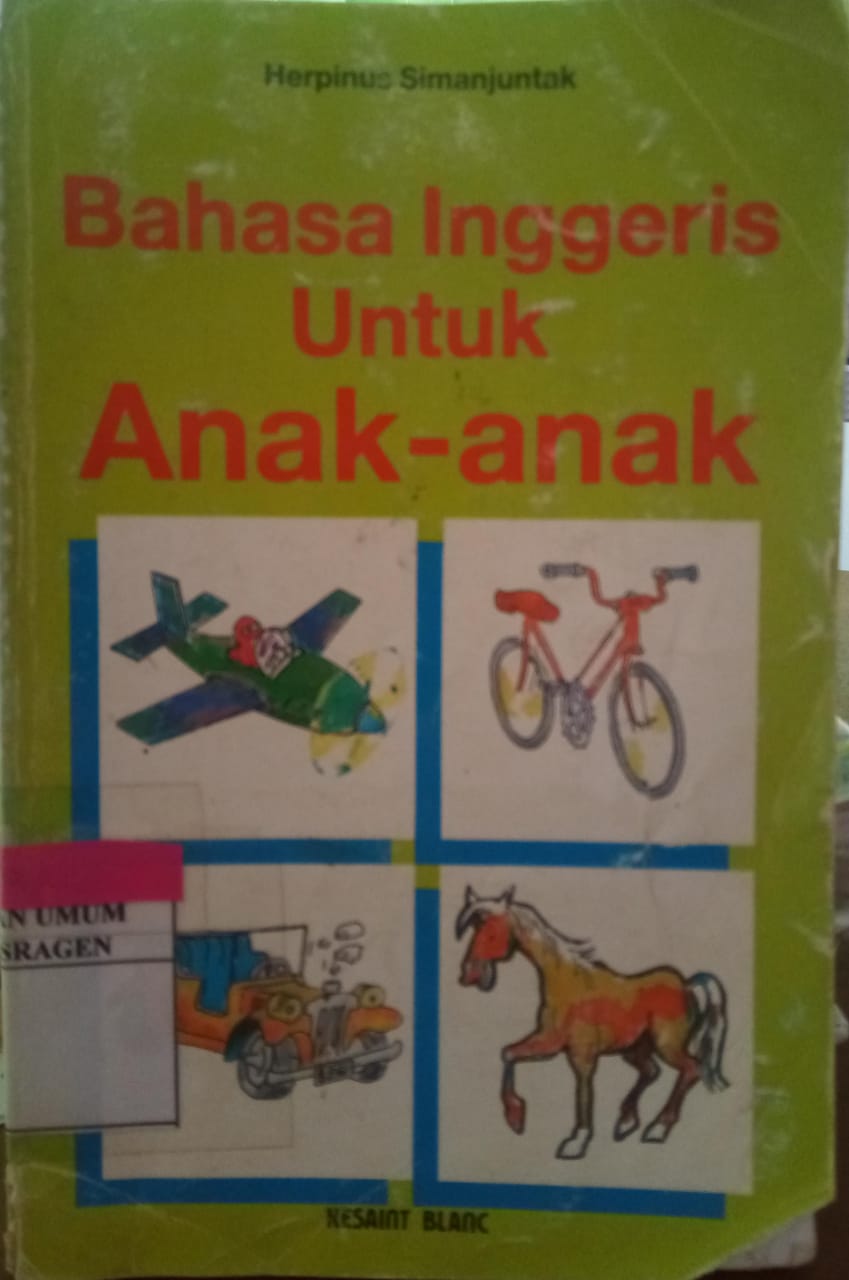 Herpinus Simanjuntak
Bahasa Inggeris
Untuk
Anak-anak
AN UMUM
SRAGEN
KESAINT BLANC